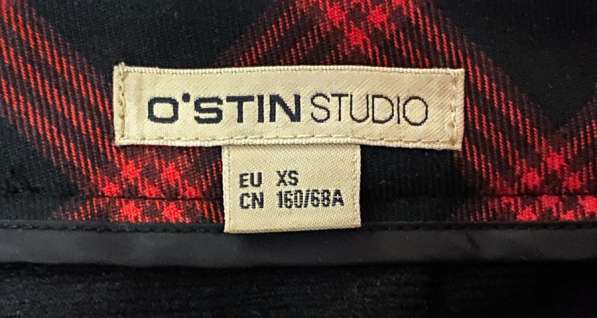 O'STIN STUDIO
EU XS
CN 160/68A